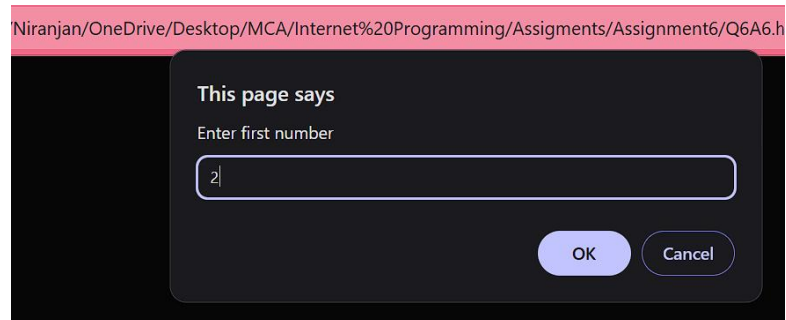 /Niranjan/OneDrive/Desktop/MCA/Internet%20Programming/Assigments/Assignment6/Q6A6.h
This page says
Enter first number
2
OK Cancel